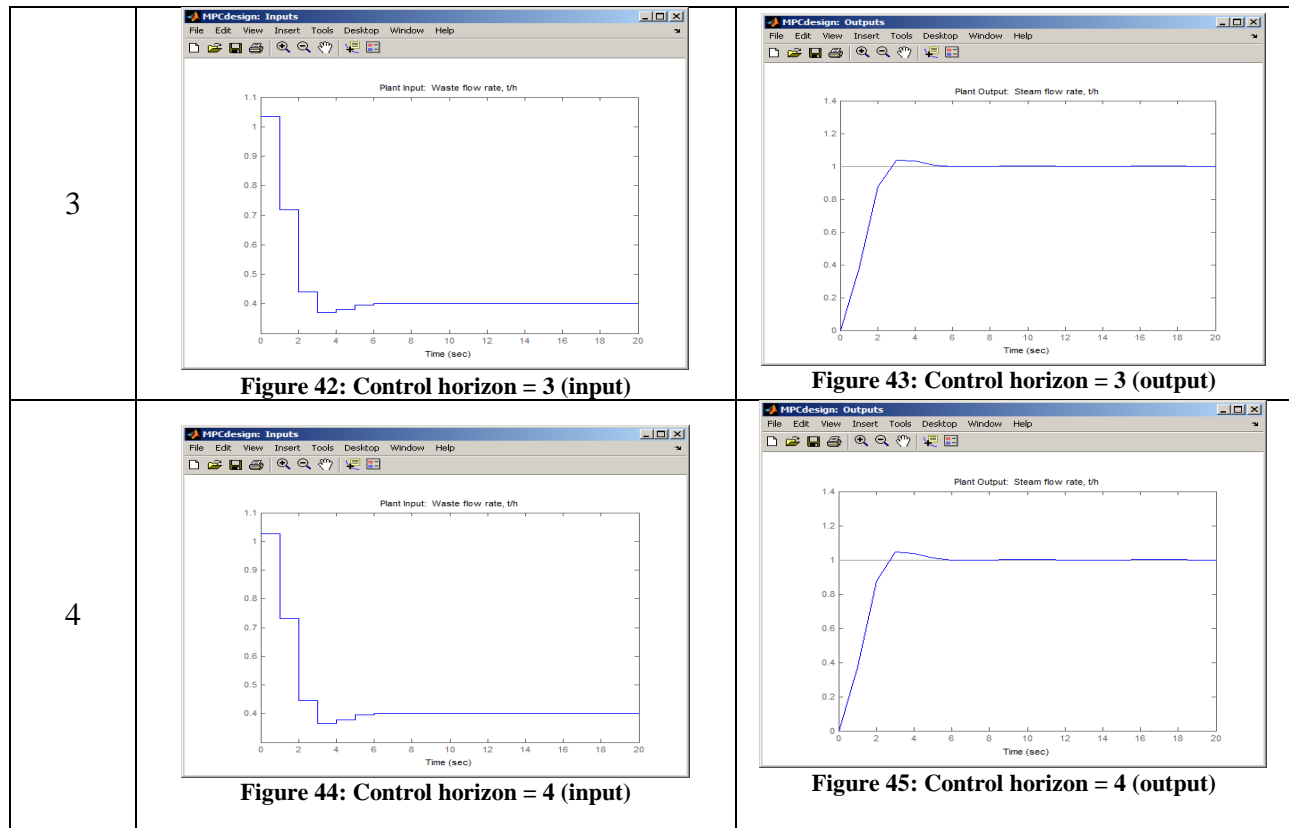 3
MPCdesign: Inputs
File Edit View Insert Tools Desktop Window Help
Plant Input: Waste flow rate, t/h
1.1
1
0.9
0.8
0.7
0.6
0.5
0.4
0 2 4 6 8 10 12 14 16 18 20
Time (sec)
Figure 42: Control horizon = 3 (input)
MPCdesign: Outputs
File Edit View Insert Tools Desktop Window Help
Plant Output: Steam flow rate, t/h
1.4
1.2
1
0.8
0.6
0.4
0.2
0
0 2 4 6 8 10 12 14 16 18 20
Time (sec)
Figure 43: Control horizon = 3 (output)
4
MPCdesign: Inputs
File Edit View Insert Tools Desktop Window Help
Plant Input: Waste flow rate, t/h
1.1
1
0.9
0.8
0.7
0.6
0.5
0.4
0 2 4 6 8 10 12 14 16 18 20
Time (sec)
Figure 44: Control horizon = 4 (input)
MPCdesign: Outputs
File Edit View Insert Tools Desktop Window Help
Plant Output: Steam flow rate, t/h
1.4
1.2
1
0.8
0.6
0.4
0.2
0
0 2 4 6 8 10 12 14 16 18 20
Time (sec)
Figure 45: Control horizon = 4 (output)